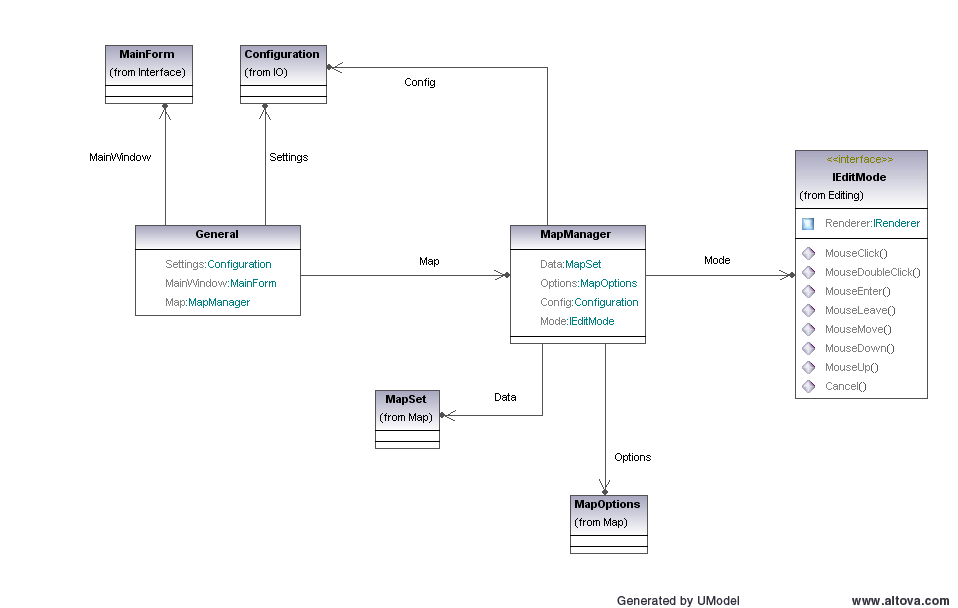 MainForm
(from Interface)
Configuration
(from IO)
Config
MainWindow
Settings
<<interface>>
IEditMode
(from Editing)
Renderer:IRenderer
MouseClick()
MouseDoubleClick()
MouseEnter()
MouseLeave()
MouseMove()
MouseDown()
MouseUp()
Cancel()
General
Settings:Configuration
MainWindow:MainForm
Map:MapManager
Map
MapManager
Data:MapSet
Options:MapOptions
Config:Configuration
Mode:IEditMode
Mode
MapSet
(from Map)
Data
Options
MapOptions
(from Map)
Generated by UModel
www.altova.com